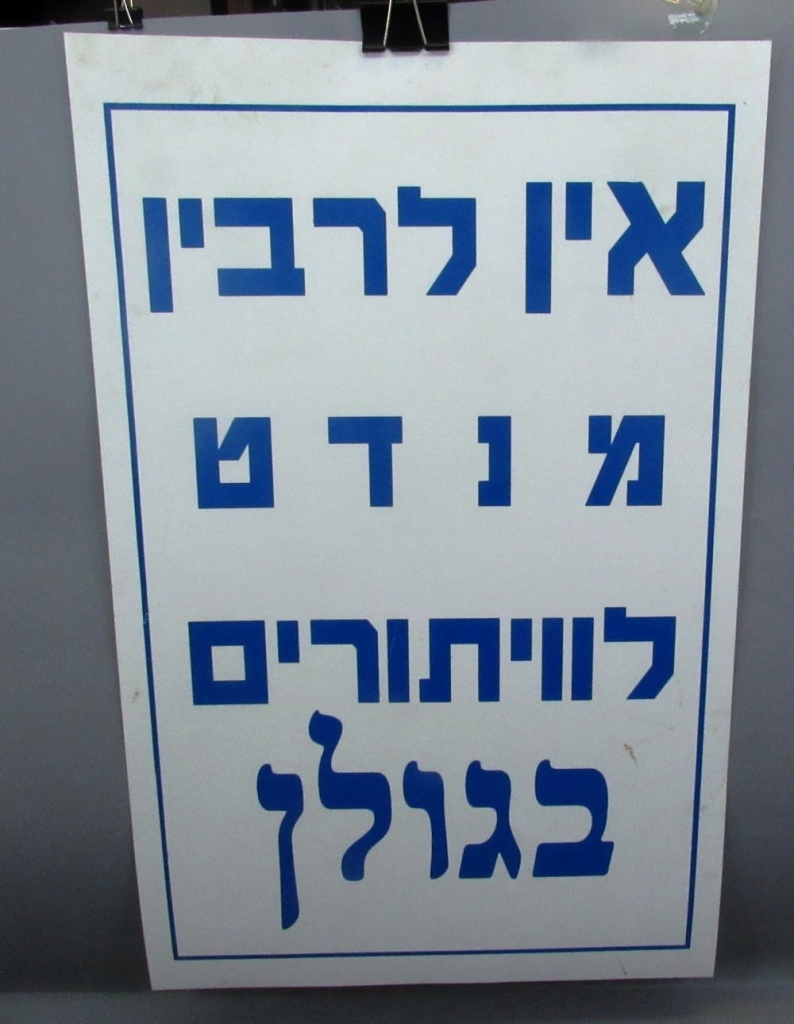 אין לרבין
מנדט
לוויתורים
בגולן